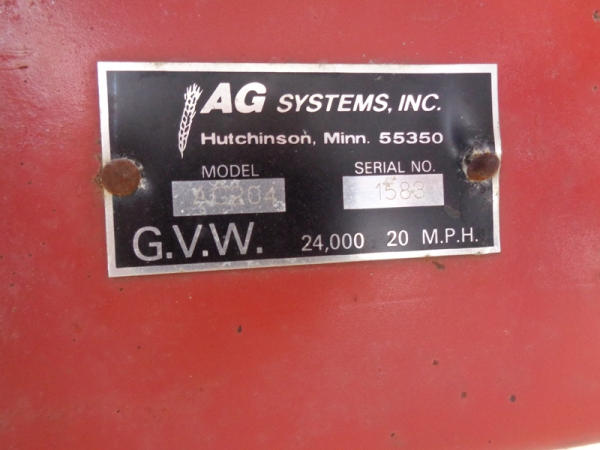 AG SYSTEMS, INC.
Hutchinson, Minn. 55350
MODEL SERIAL NO.
1583
G.V.W. 24,000 20 M.P.H.